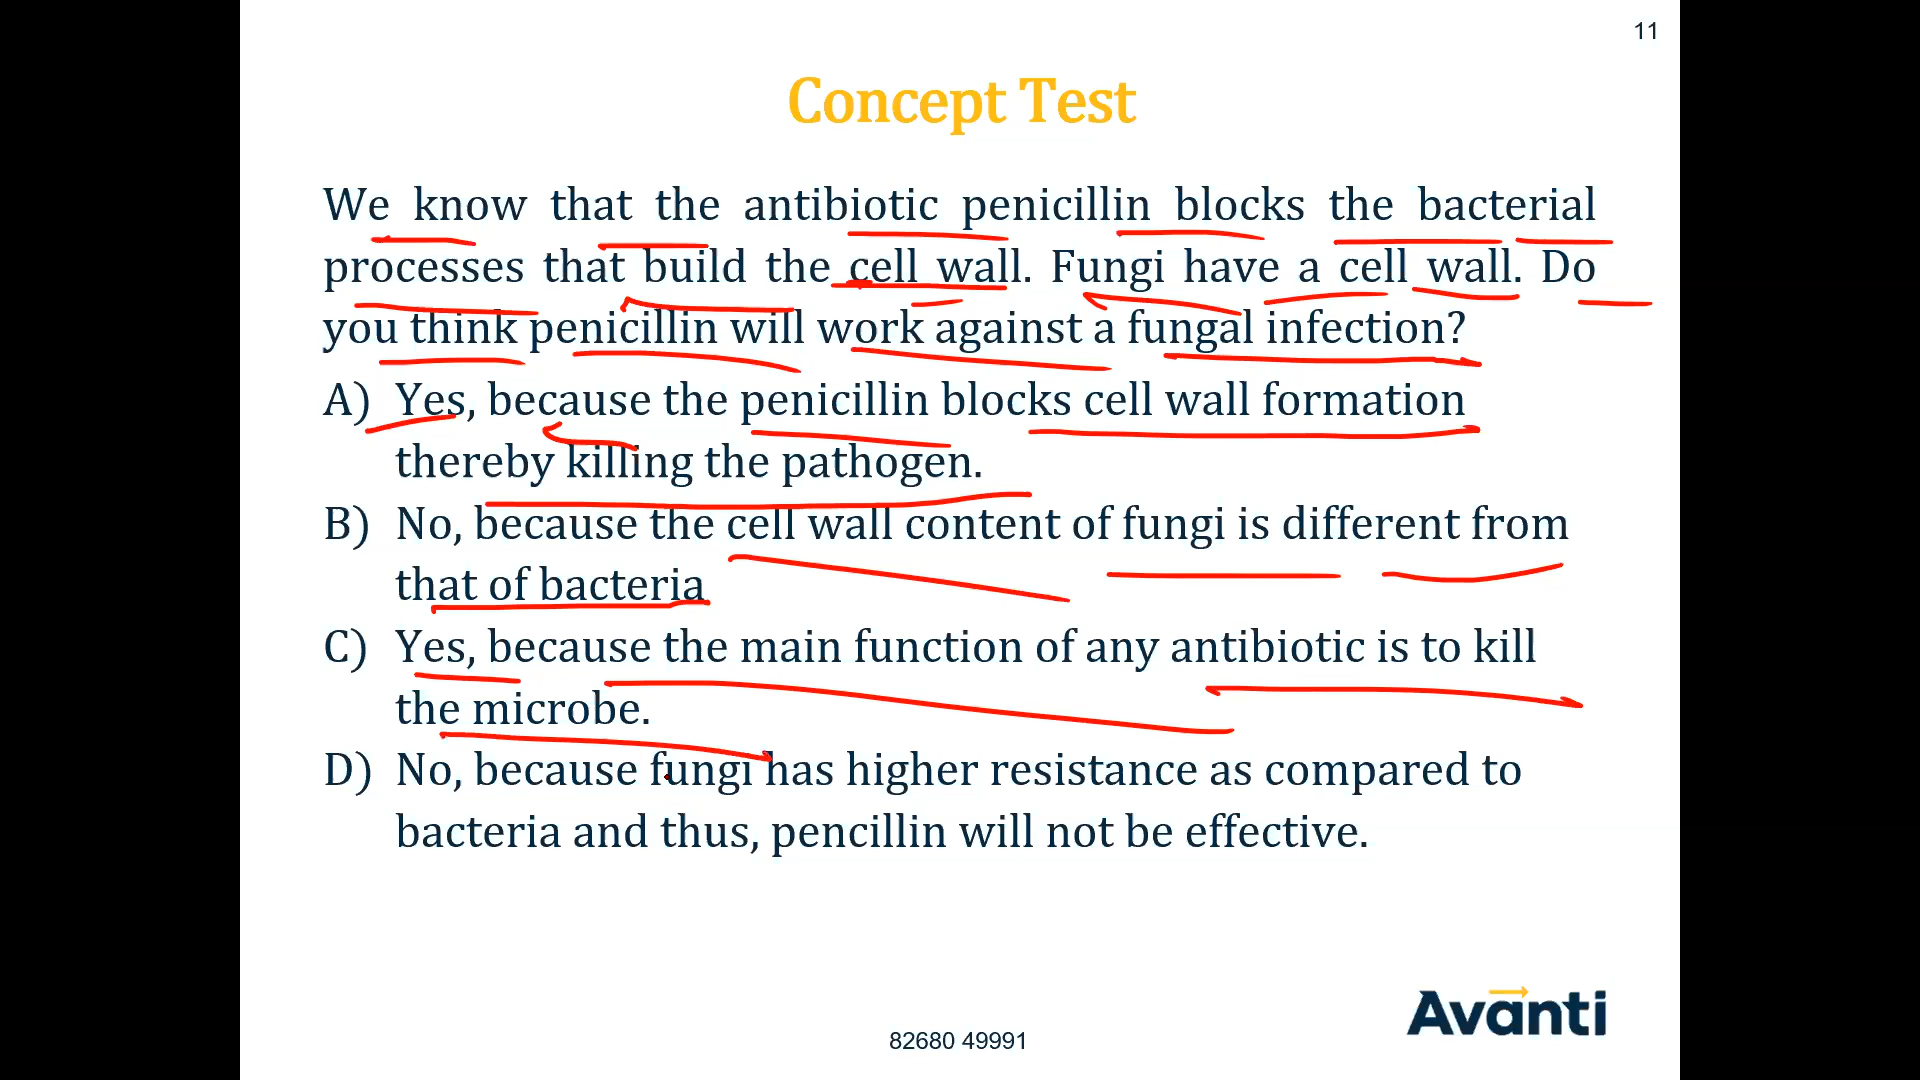 11
Concept Test
We know that the antibiotic penicillin blocks the bacterial
processes that build the cell wall. Fungi have a cell wall. Do
you think penicillin will work against a fungal infection?
A) Yes, because the penicillin blocks cell wall formation
thereby killing the pathogen.
B) No, because the cell wall content of fungi is different from
that of bacteria
C) Yes, because the main function of any antibiotic is to kill
the microbe.
D) No, because fungi has higher resistance as compared to
bacteria and thus, pencillin will not be effective.
Avanti
82680 49991